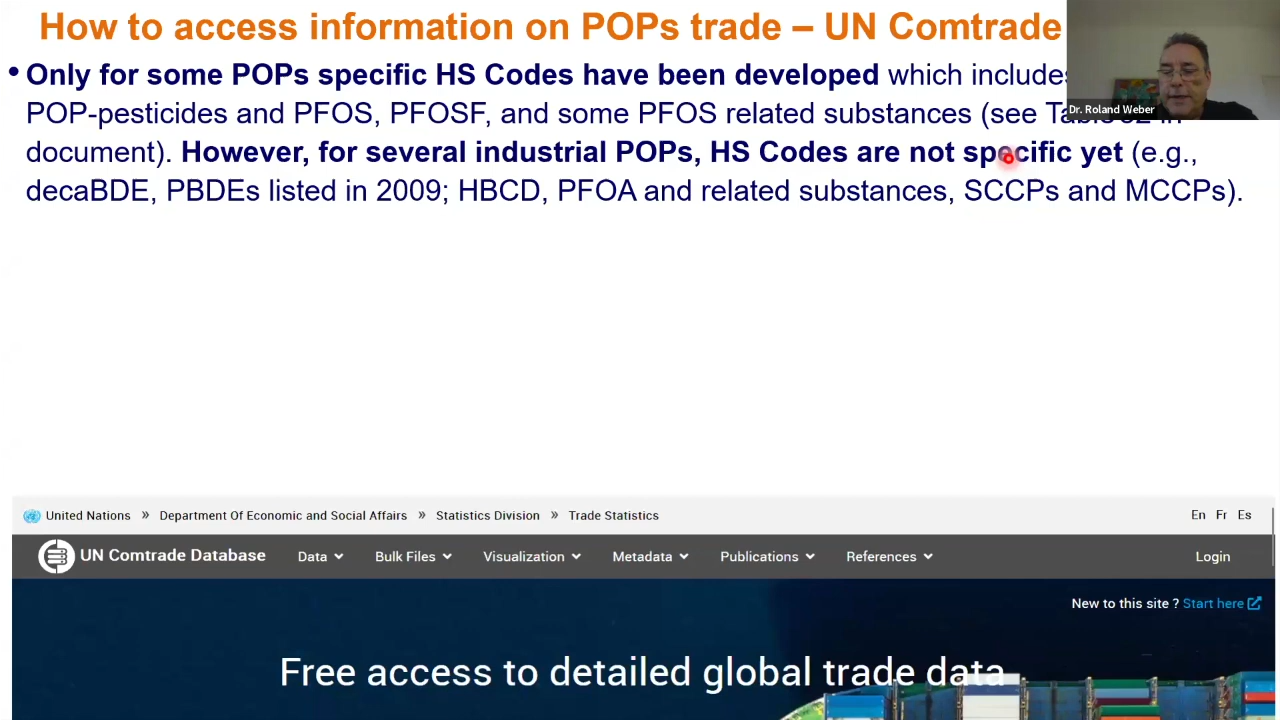 How to access information on POPs trade – UN Comtrade
Dr. Roland Weber
• Only for some POPs specific HS Codes have been developed which includes
POP-pesticides and PFOS, PFOSF, and some PFOS related substances (see in
document). However, for several industrial POPs, HS Codes are not specific yet (e.g.,
decaBDE, PBDEs listed in 2009; HBCD, PFOA and related substances, SCCPs and MCCPs).
United Nations » Department Of Economic and Social Affairs » Statistics Division » Trade Statistics En Fr Es
UN Comtrade Database Data Bulk Files Visualization Metadata Publications References Login
New to this site ? Start here
Free access to detailed global trade data